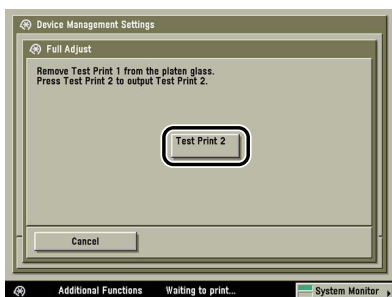 Device Management Settings
Full Adjust
Remove Test Print 1 from the platen glass.
Press Test Print 2 to output Test Print 2.
Test Print 2
Cancel
Additional Functions Waiting to print... System Monitor